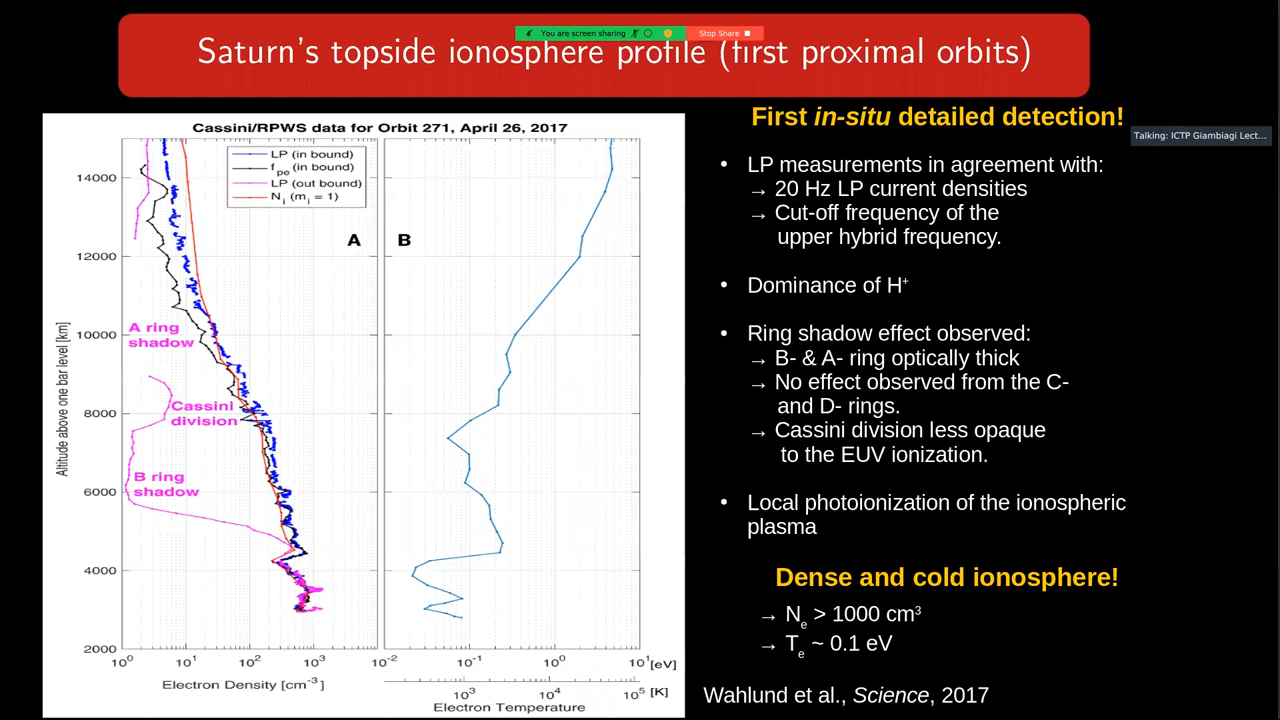 You are screen sharing
Stop Share
Saturn's topside ionosphere profile (first proximal orbits)
Talking: ICTP Giambiagi Lect...
Cassini/RPWS data for Orbit 271, April 26, 2017
LP (in bound)
fpe (in bound)
LP (out bound)
Ni (mi = 1)
A
B
14000
12000
10000
8000
6000
4000
2000
Altitude above one bar level [km]
A ring
shadow
Cassini
division
B ring
shadow
10⁰ 10¹ 10² 10³
Electron Density [cm⁻³]
10⁻² 10⁻¹ 10⁰ 10¹ [eV]
10³ 10⁴ 10⁵ [K]
Electron Temperature
First in-situ detailed detection!
• LP measurements in agreement with:
→ 20 Hz LP current densities
→ Cut-off frequency of the
upper hybrid frequency.
• Dominance of H⁺
• Ring shadow effect observed:
→ B- & A- ring optically thick
→ No effect observed from the C-
and D- rings.
→ Cassini division less opaque
to the EUV ionization.
• Local photoionization of the ionospheric
plasma
Dense and cold ionosphere!
→ Ne > 1000 cm³
→ Te ~ 0.1 eV
Wahlund et al., Science, 2017